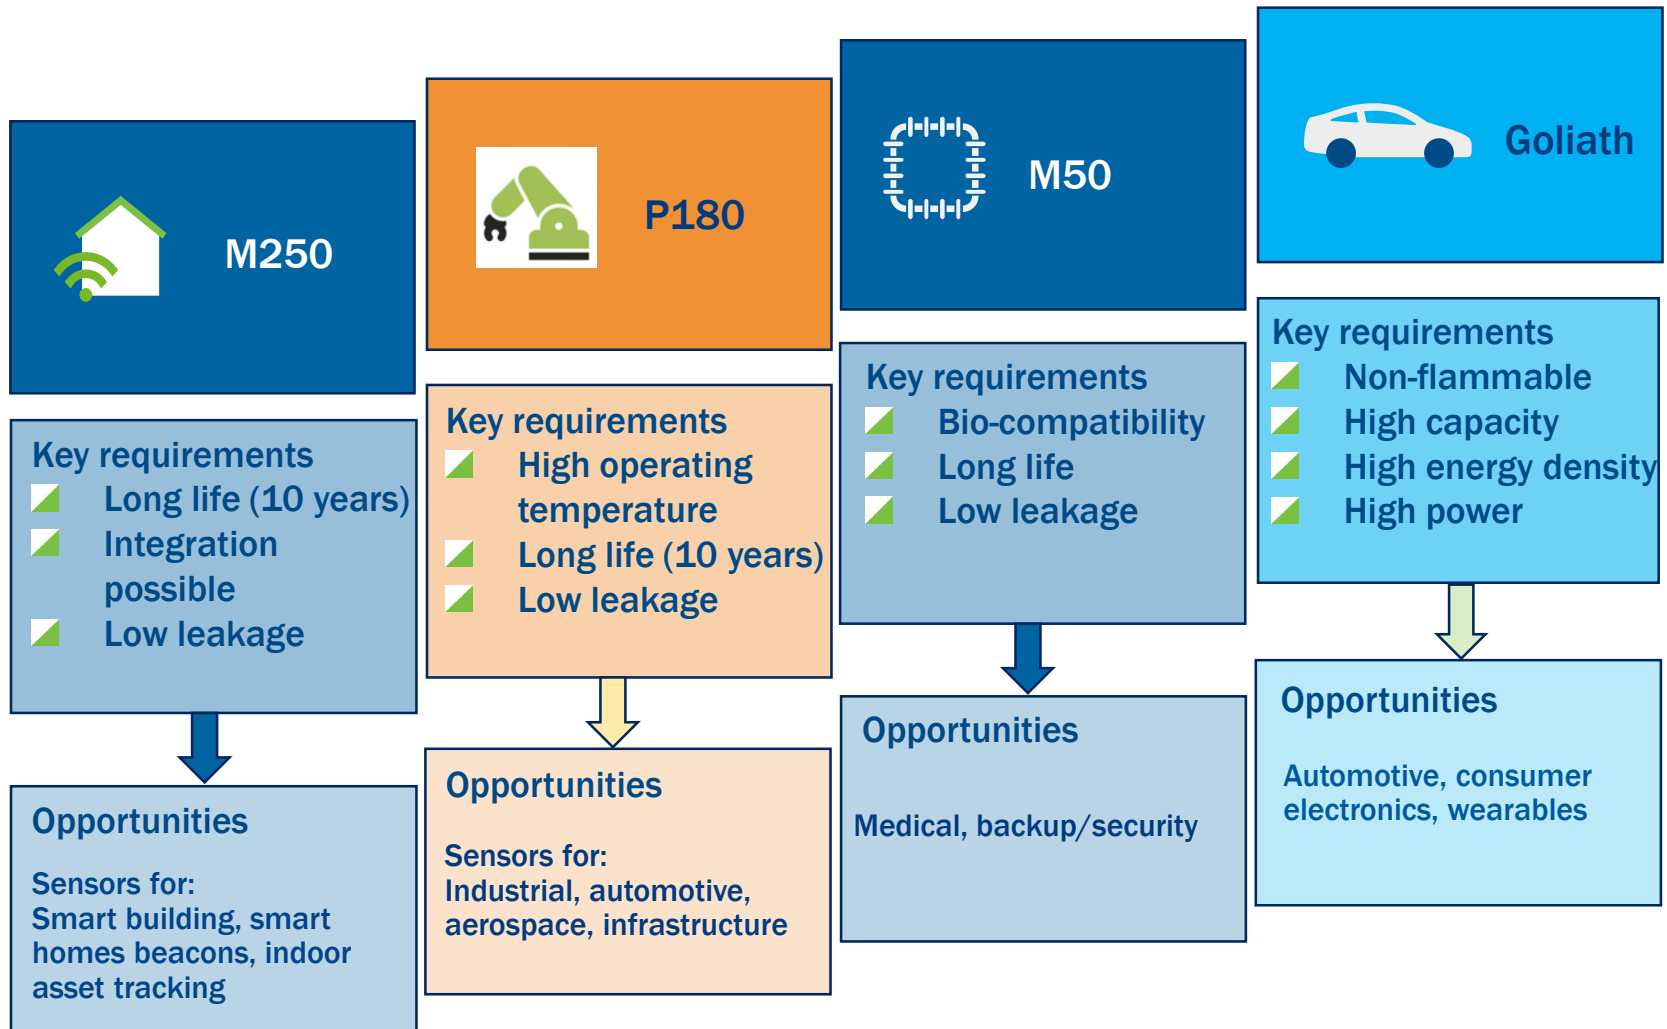 M250
Key requirements
Long life (10 years)
Integration
possible
Low leakage
Opportunities
Sensors for:
Smart building, smart
homes beacons, indoor
asset tracking
P180
Key requirements
High operating
temperature
Long life (10 years)
Low leakage
Opportunities
Sensors for:
Industrial, automotive,
aerospace, infrastructure
M50
Key requirements
Bio-compatibility
Long life
Low leakage
Opportunities
Medical, backup/security
Goliath
Key requirements
Non-flammable
High capacity
High energy density
High power
Opportunities
Automotive, consumer
electronics, wearables